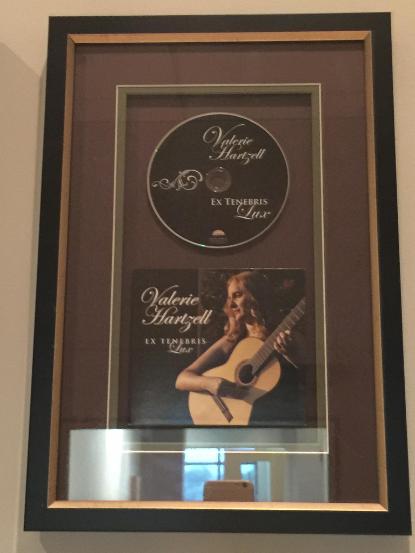 Valerie
Hartzell
EX TENEBRIS
Lux
Valerie
Hartzell
EX TENEBRIS
Lux